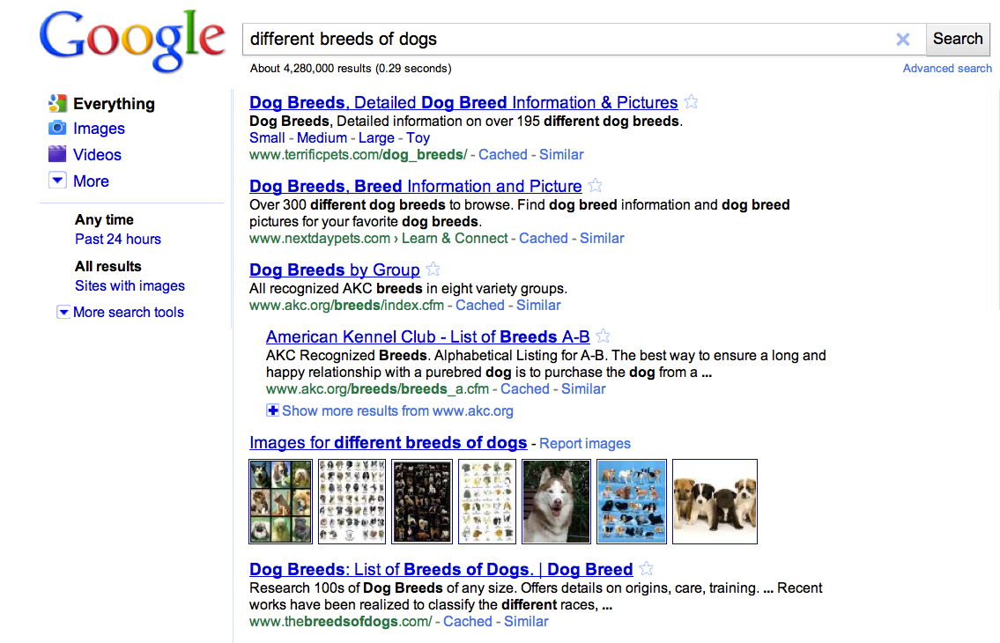 Google
different breeds of dogs
Search
About 4,280,000 results (0.29 seconds)
Advanced search
Everything
Images
Videos
More
Any time
Past 24 hours
All results
Sites with images
More search tools
Dog Breeds, Detailed Dog Breed Information & Pictures
Dog Breeds, Detailed information on over 195 different dog breeds.
Small - Medium - Large - Toy
www.terrificpets.com/dog_breeds/ - Cached - Similar
Dog Breeds, Breed Information and Picture
Over 300 different dog breeds to browse. Find dog breed information and dog breed
pictures for your favorite dog breeds.
www.nextdaypets.com › Learn & Connect - Cached - Similar
Dog Breeds by Group
All recognized AKC breeds in eight variety groups.
www.akc.org/breeds/index.cfm - Cached - Similar
American Kennel Club - List of Breeds A-B
AKC Recognized Breeds. Alphabetical Listing for A-B. The best way to ensure a long and
happy relationship with a purebred dog is to purchase the dog from a ...
www.akc.org/breeds/breeds_a.cfm - Cached - Similar
Show more results from www.akc.org
Images for different breeds of dogs - Report images
Dog Breeds: List of Breeds of Dogs. | Dog Breed
Research 100s of Dog Breeds of any size. Offers details on origins, care, training. ... Recent
works have been realized to classify the different races, ...
www.thebreedsofdogs.com/ - Cached - Similar